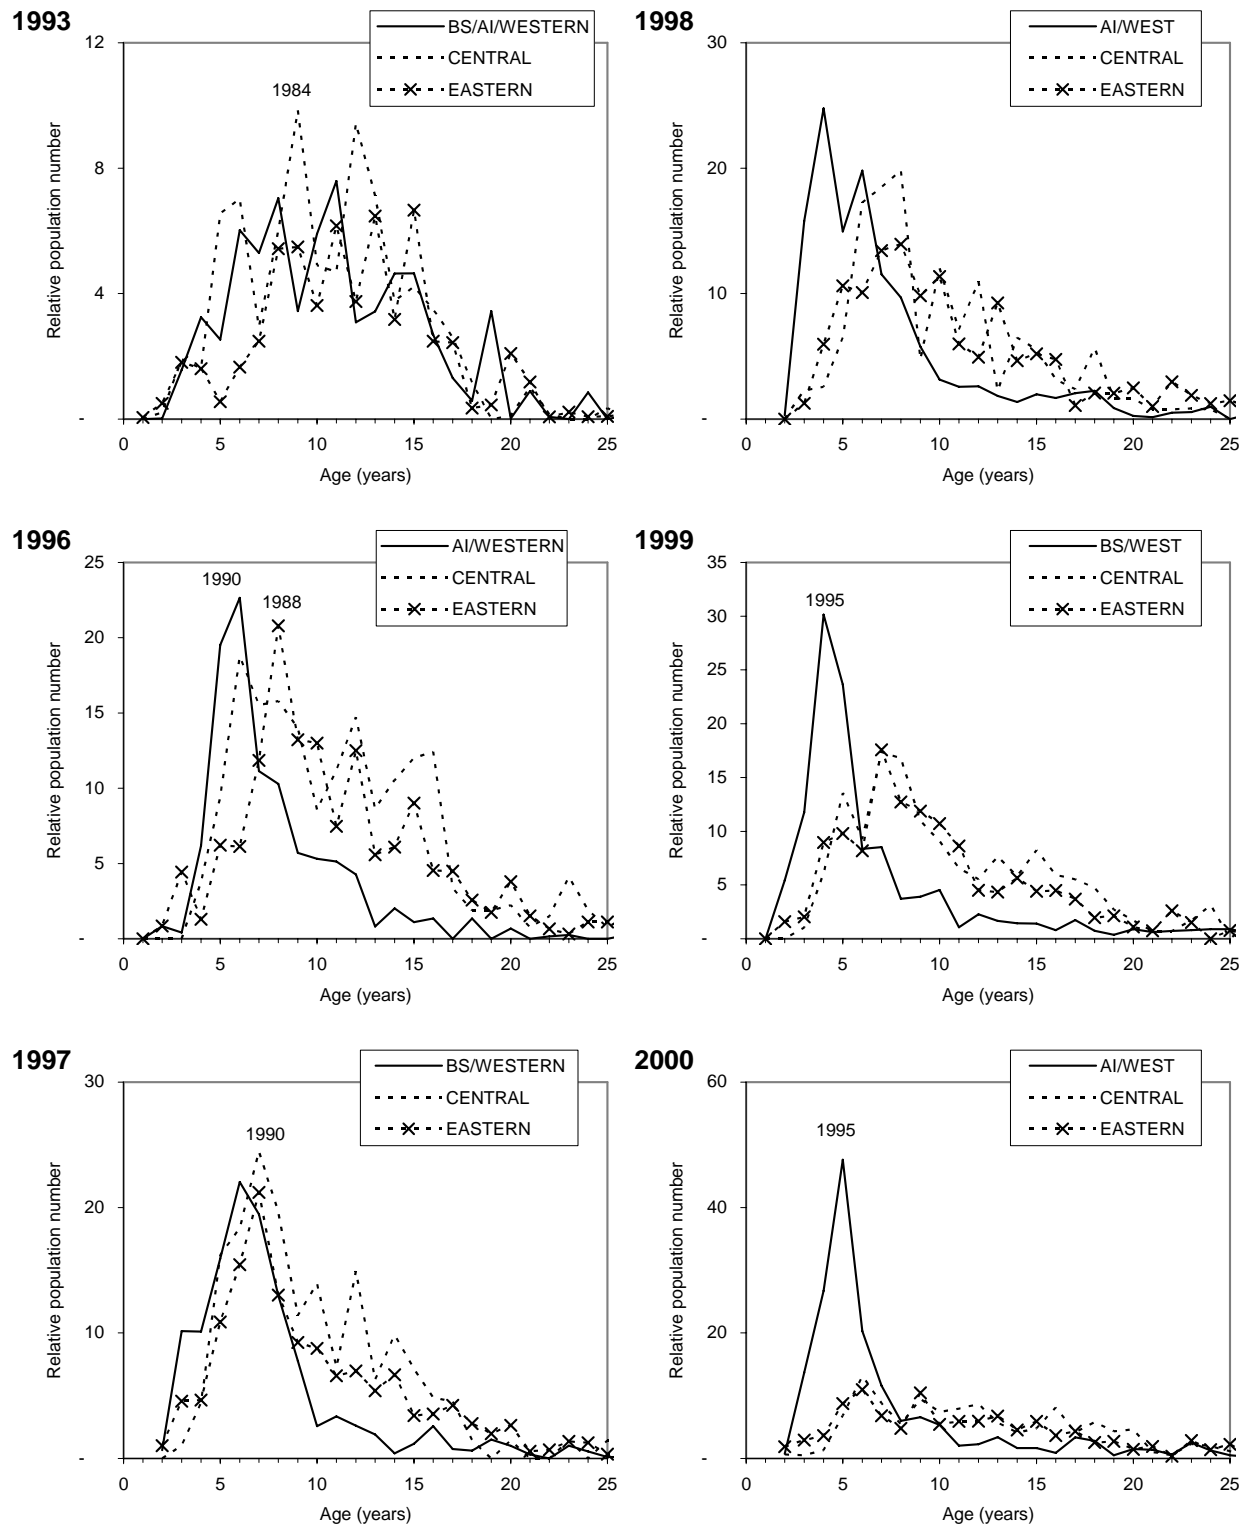 1993
BS/AI/WESTERN
CENTRAL
EASTERN
1984
12
8
4
-
Relative population number
0 5 10 15 20 25
Age (years)
1998
AI/WEST
CENTRAL
EASTERN
30
20
10
-
Relative population number
0 5 10 15 20 25
Age (years)
1996
AI/WESTERN
CENTRAL
EASTERN
1990
1988
25
20
15
10
5
-
Relative population number
0 5 10 15 20 25
Age (years)
1999
BS/WEST
CENTRAL
EASTERN
1995
35
30
25
20
15
10
5
-
Relative population number
0 5 10 15 20 25
Age (years)
1997
BS/WESTERN
CENTRAL
EASTERN
1990
30
20
10
-
Relative population number
0 5 10 15 20 25
Age (years)
2000
AI/WEST
CENTRAL
EASTERN
1995
60
40
20
-
Relative population number
0 5 10 15 20 25
Age (years)